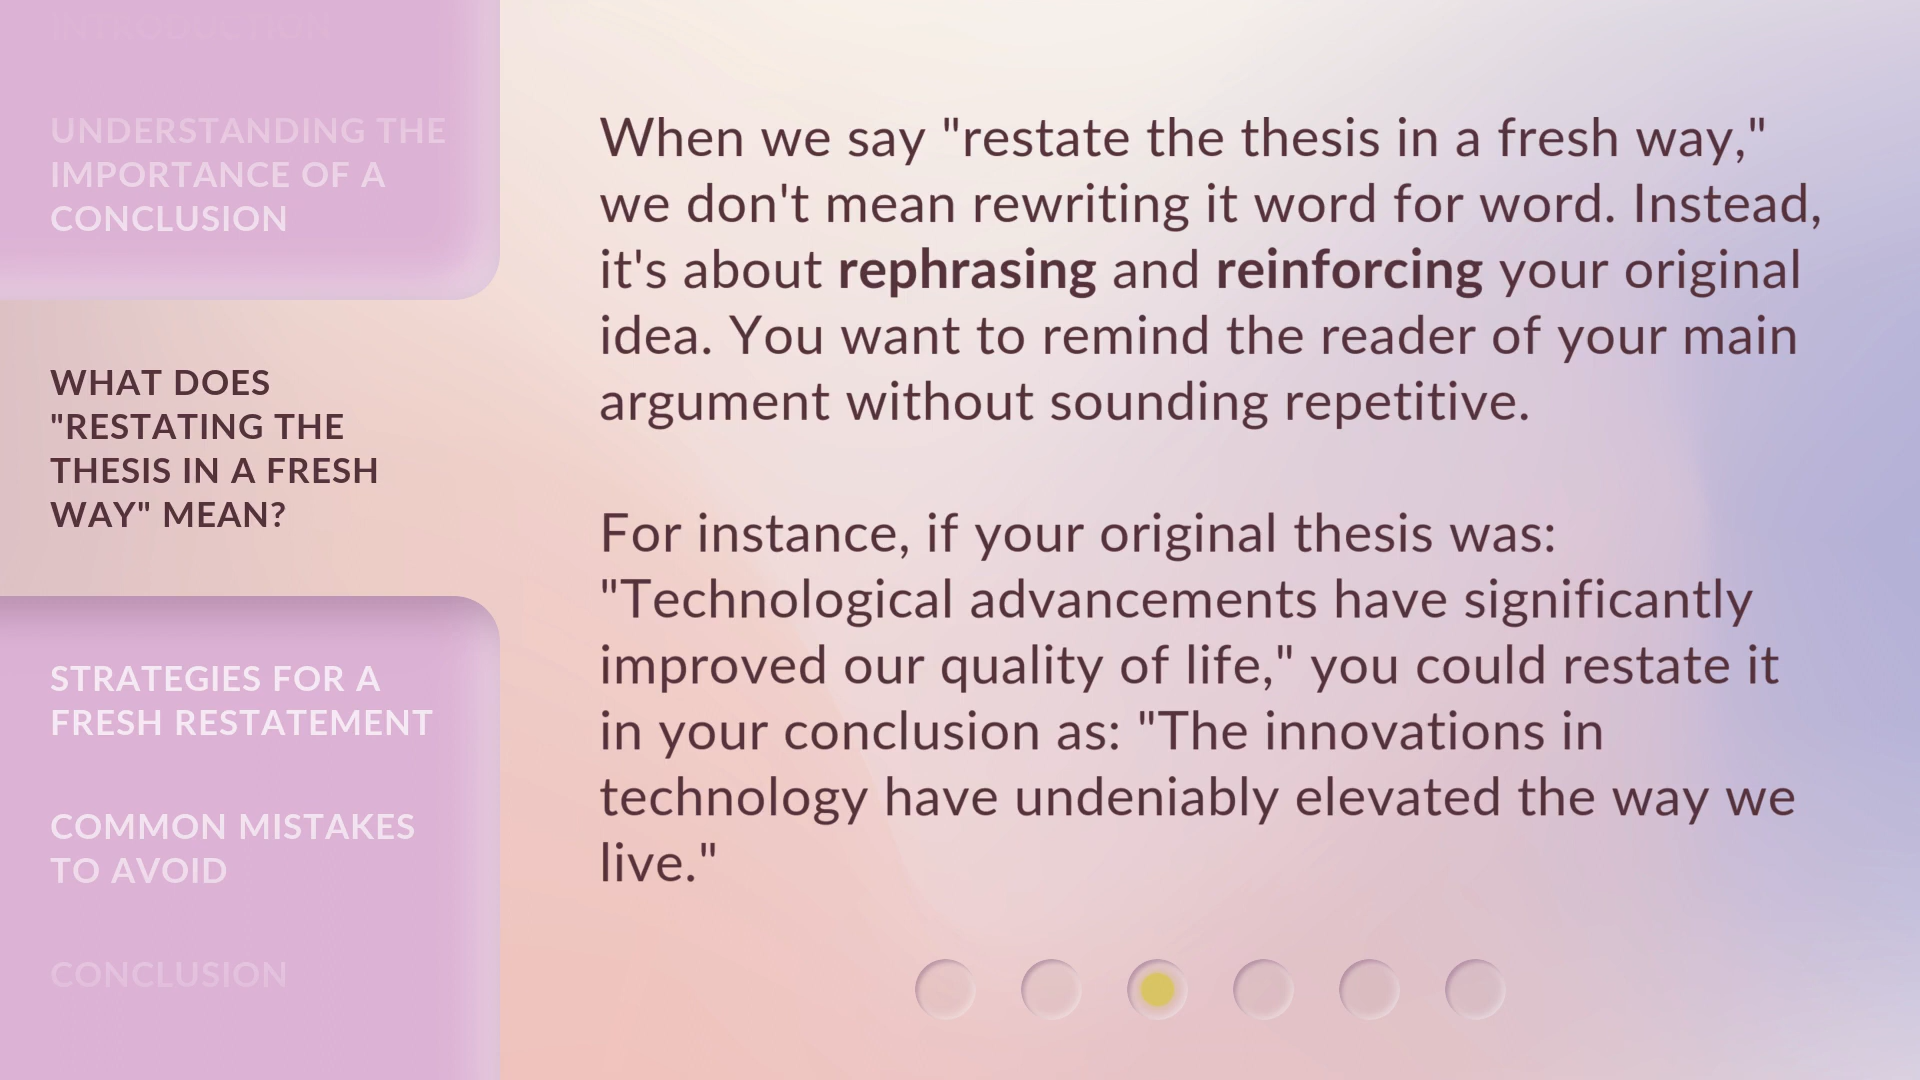 INTRODUCTION
UNDERSTANDING THE
IMPORTANCE OF A
CONCLUSION
WHAT DOES
"RESTATING THE
THESIS IN A FRESH
WAY" MEAN?
STRATEGIES FOR A
FRESH RESTATEMENT
COMMON MISTAKES
TO AVOID
CONCLUSION
When we say "restate the thesis in a fresh way,"
we don't mean rewriting it word for word. Instead,
it's about rephrasing and reinforcing your original
idea. You want to remind the reader of your main
argument without sounding repetitive.
For instance, if your original thesis was:
"Technological advancements have significantly
improved our quality of life," you could restate it
in your conclusion as: "The innovations in
technology have undeniably elevated the way we
live."